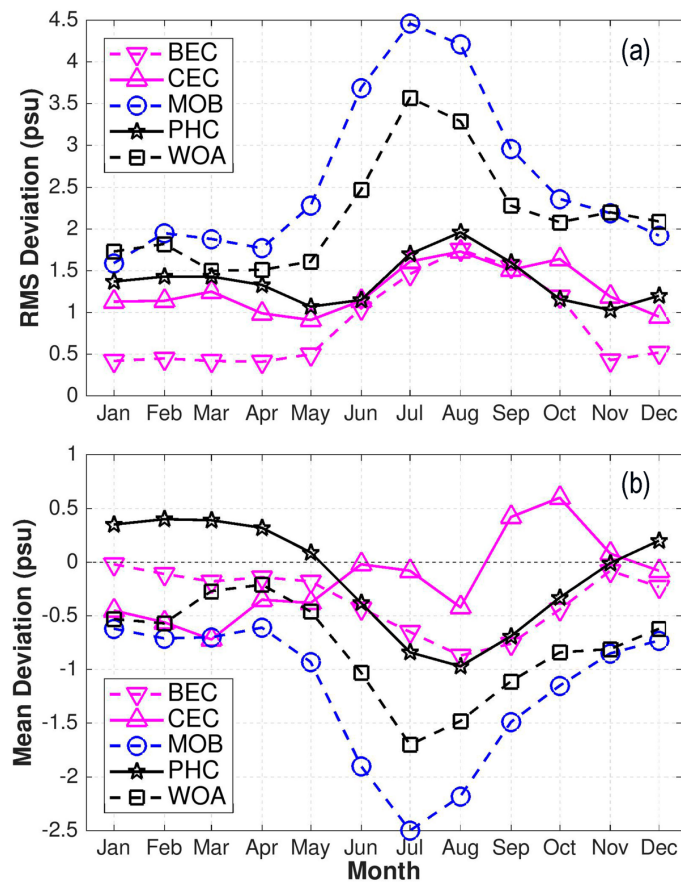 (a)
4.5
4
3.5
3
2.5
2
1.5
1
0.5
0
RMS Deviation (psu)
BEC
CEC
MOB
PHC
WOA
Jan Feb Mar Apr May Jun Jul Aug Sep Oct Nov Dec
(b)
1
0.5
0
-0.5
-1
-1.5
-2
-2.5
Mean Deviation (psu)
BEC
CEC
MOB
PHC
WOA
Jan Feb Mar Apr May Jun Jul Aug Sep Oct Nov Dec
Month